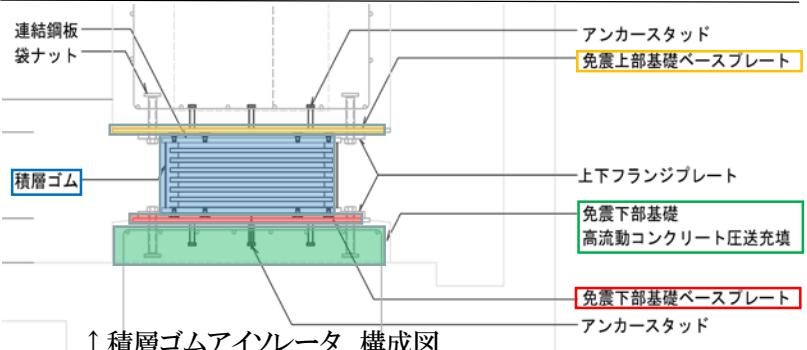 連結鋼板
袋ナット
積層ゴム
アンカースタッド
免震上部基礎ベースプレート
上下フランジプレート
免震下部基礎
高流動コンクリート圧送充填
免震下部基礎ベースプレート
アンカースタッド
↑積層ゴムアイソレータ 構成図